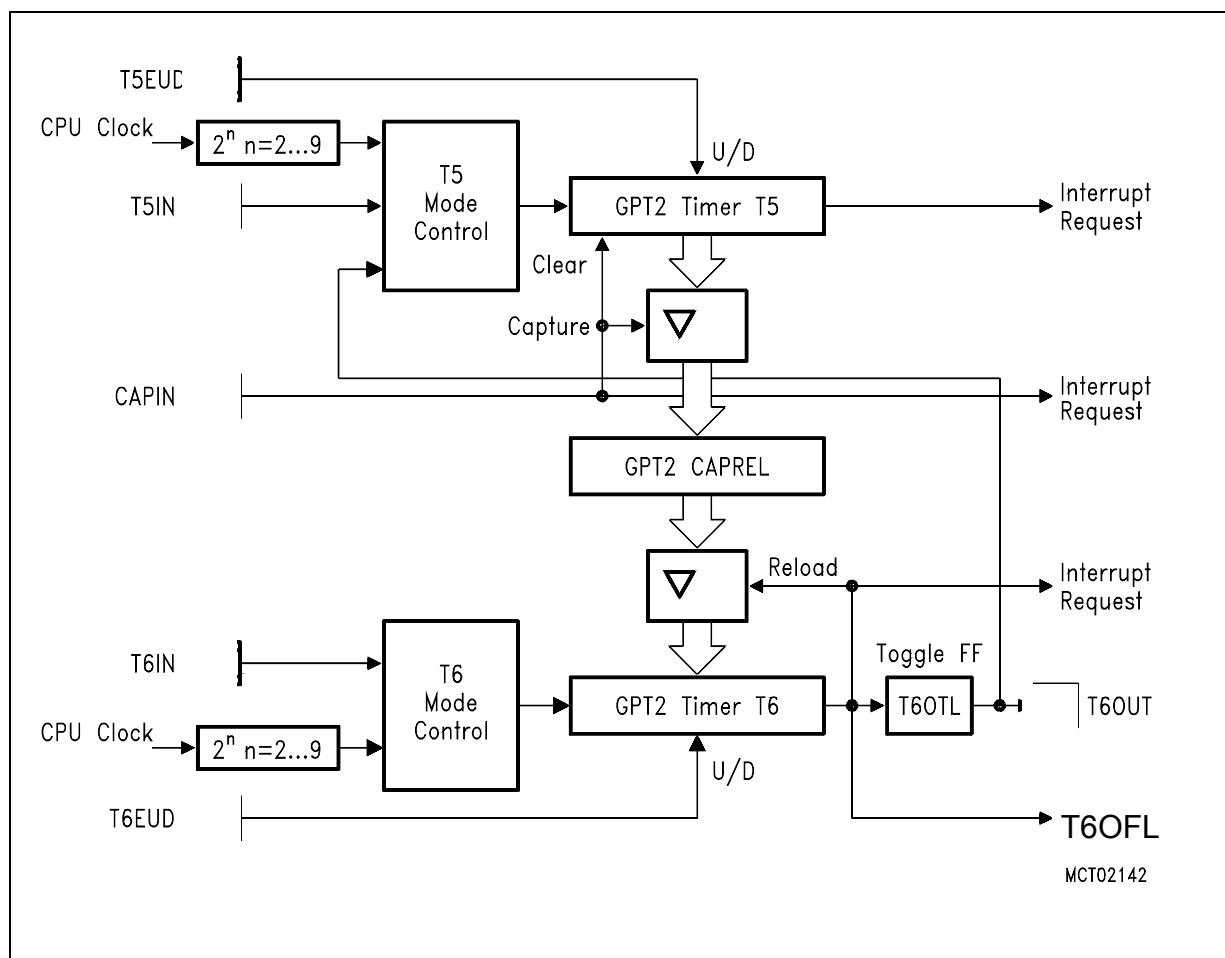 T5EUD
CPU Clock
2^n n=2...9
T5
Mode
Control
U/D
T5IN
GPT2 Timer T5
Interrupt
Request
Clear
Capture
CAPIN
Interrupt
Request
GPT2 CAPREL
Reload
Interrupt
Request
T6IN
T6
Mode
Control
Toggle FF
GPT2 Timer T6
T6OTL
T6OUT
CPU Clock
2^n n=2...9
U/D
T6EUD
T6OFL
MCT02142